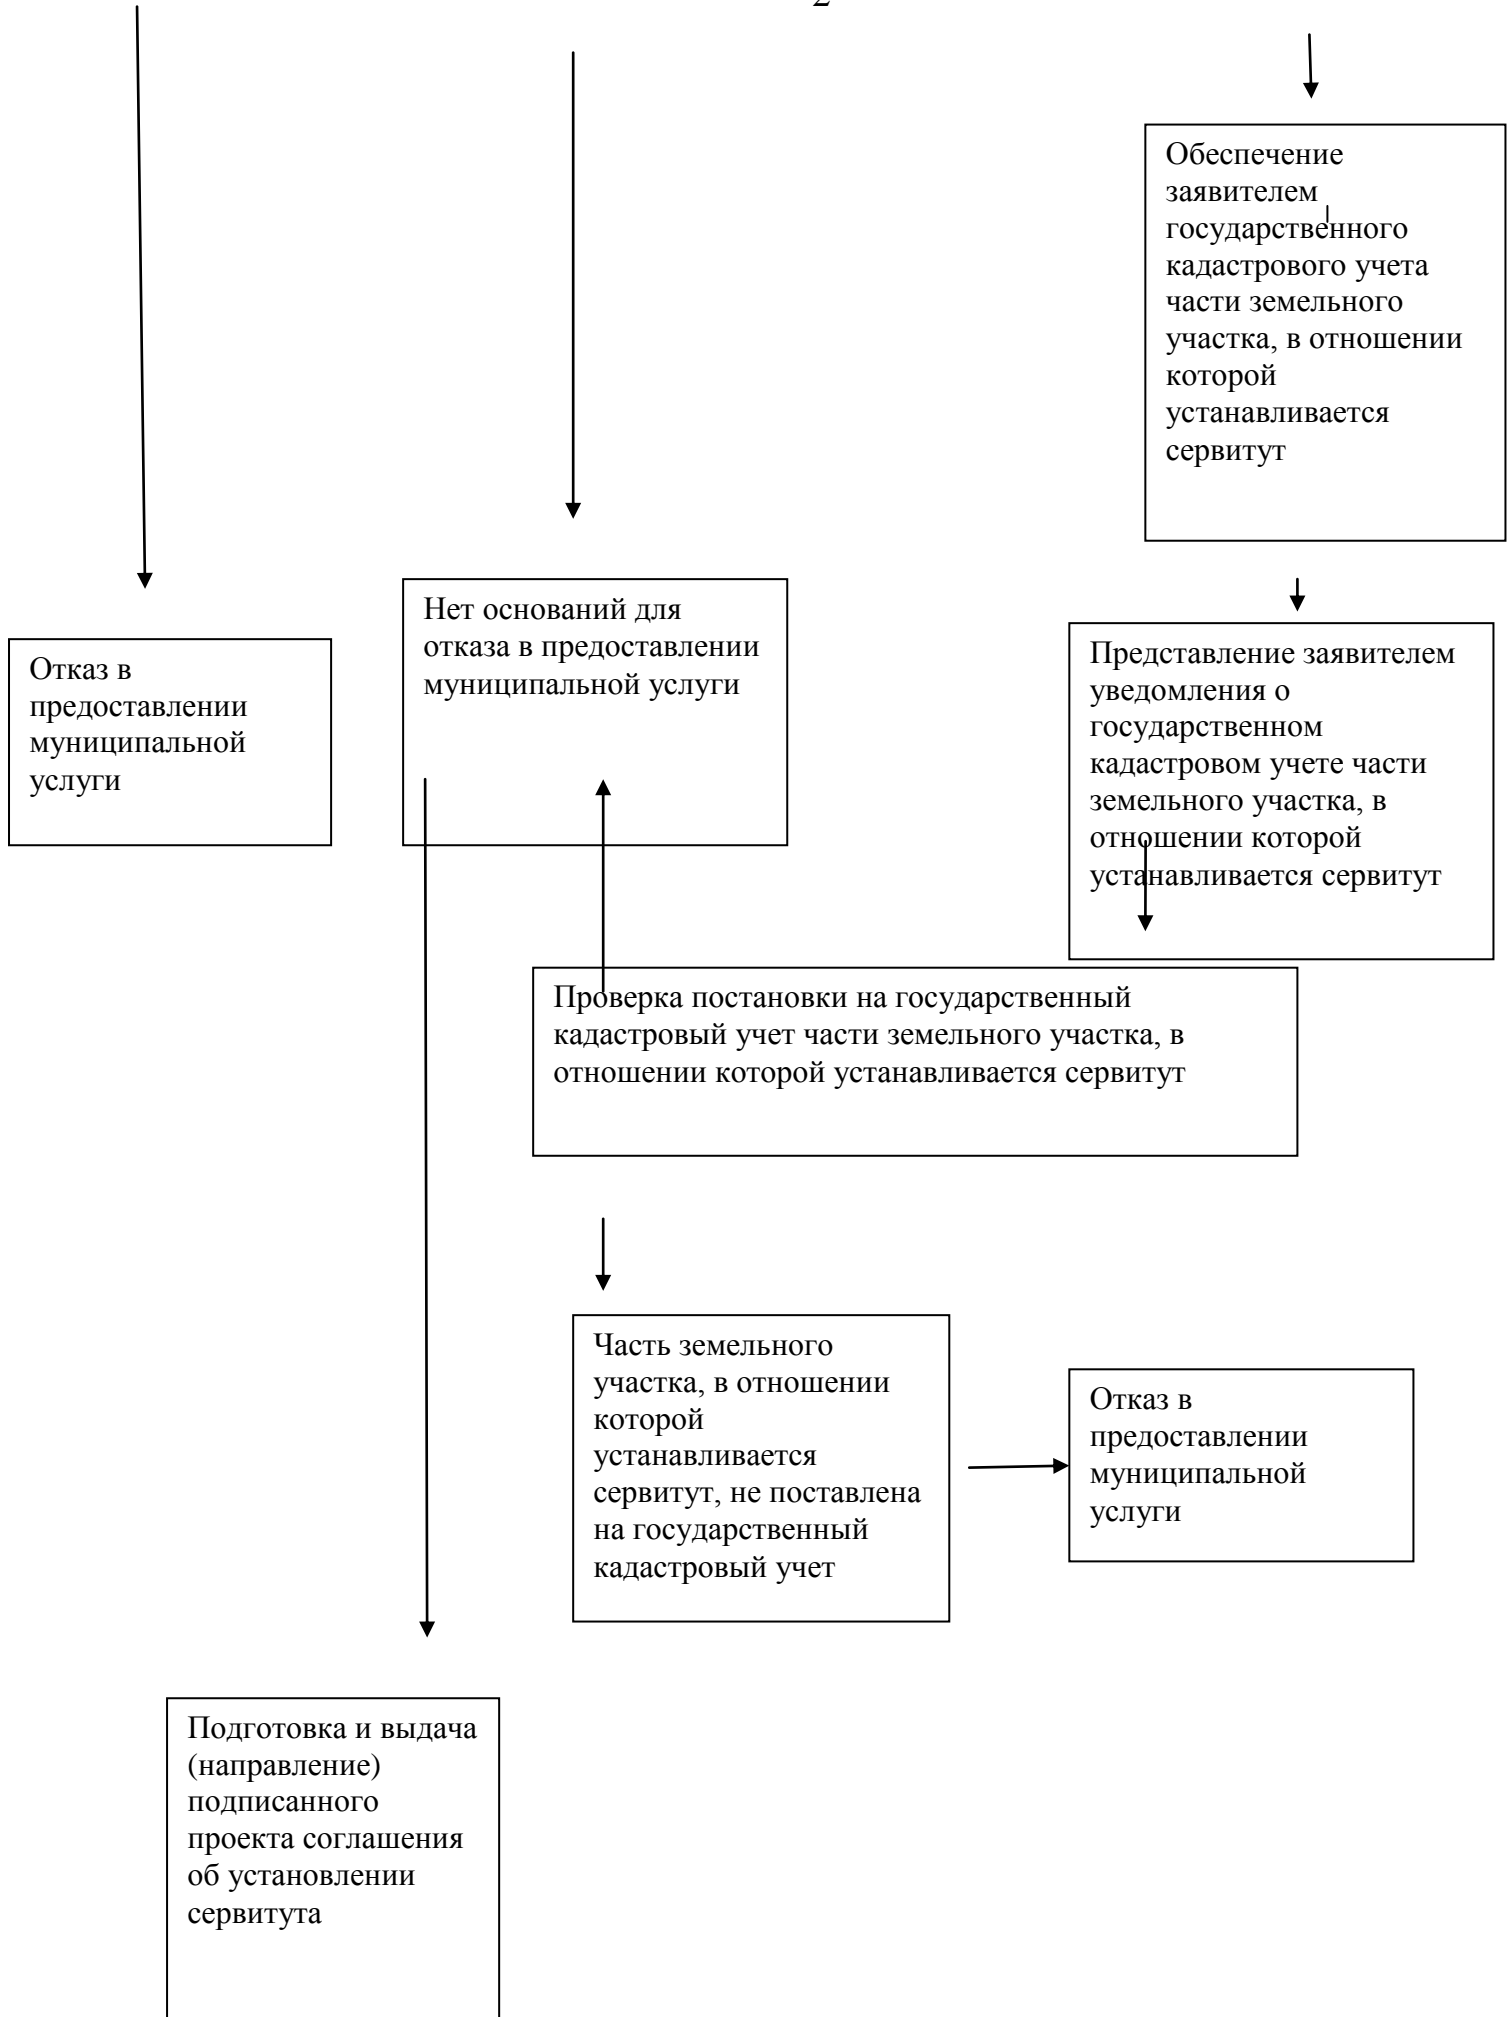 2
Обеспечение
заявителем
государственного
кадастрового учета
части земельного
участка, в отношении
которой
устанавливается
сервитут
Нет оснований для
отказа в предоставлении
муниципальной услуги
Отказ в
предоставлении
муниципальной
услуги
Представление заявителем
уведомления о
государственном
кадастровом учете части
земельного участка, в
отношении которой
устанавливается сервитут
Проверка постановки на государственный
кадастровый учет части земельного участка, в
отношении которой устанавливается сервитут
Часть земельного
участка, в отношении
которой
устанавливается
сервитут, не поставлена
на государственный
кадастровый учет
Отказ в
предоставлении
муниципальной
услуги
Подготовка и выдача
(направление)
подписанного
проекта соглашения
об установлении
сервитута